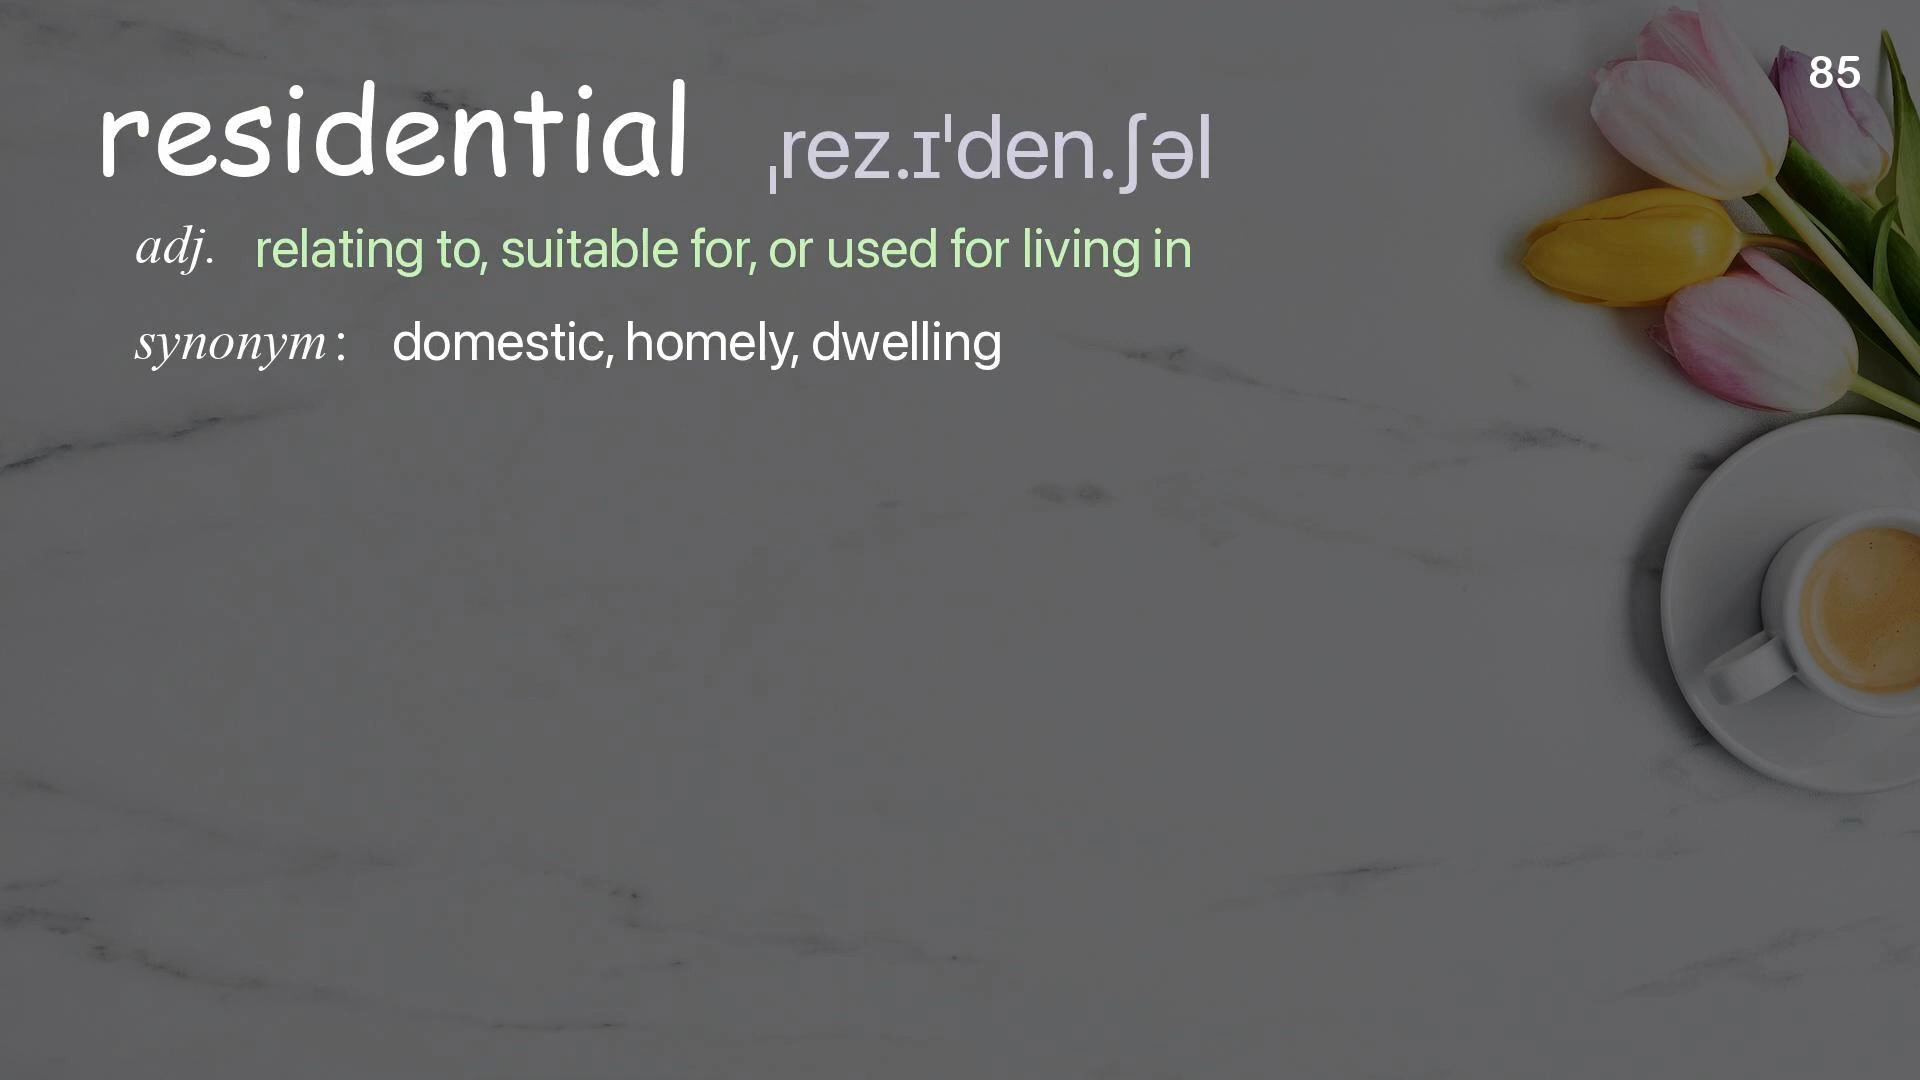 85
residential ˌrez.ɪˈden.ʃəl
adj. relating to, suitable for, or used for living in
synonym : domestic, homely, dwelling